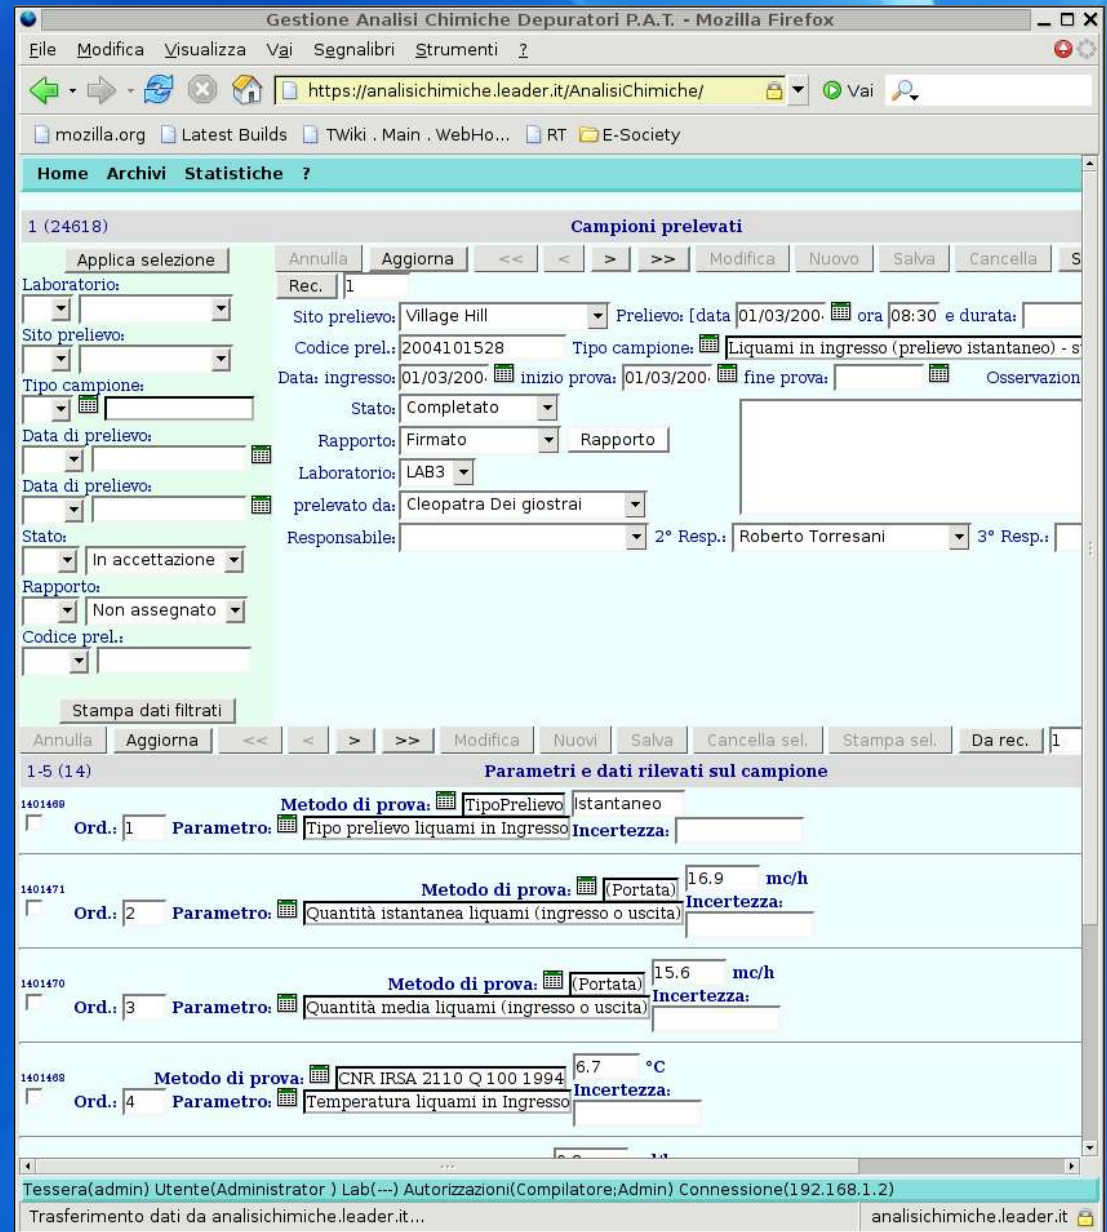 Gestione Analisi Chimiche Depuratori P.A.T. - Mozilla Firefox
File Modifica Visualizza Vai Segnalibri Strumenti ?
https://analisichimiche.leader.it/AnalisiChimiche/ Vai
mozilla.org Latest Builds TWiki . Main . WebHo... RT E-Society
Home Archivi Statistiche ?
1 (24618) Campioni prelevati
Applica selezione
Laboratorio:
Sito prelievo:
Tipo campione:
Data di prelievo:
Data di prelievo:
Stato:
In accettazione
Rapporto:
Non assegnato
Codice prel.:
Stampa dati filtrati
Annulla Aggiorna << < > >> Modifica Nuovo Salva Cancella S
Rec. 1
Sito prelievo: Village Hill Prelievo: [data 01/03/200 ora 08:30 e durata:
Codice prel.: 2004101528 Tipo campione: Liquami in ingresso (prelievo istantaneo) - s
Data: ingresso: 01/03/200 inizio prova: 01/03/200 fine prova: Osservazion
Stato: Completato
Rapporto: Firmato Rapporto
Laboratorio: LAB3
prelevato da: Cleopatra Dei giostrai
Responsabile: 2° Resp.: Roberto Torresani 3° Resp.:
Annulla Aggiorna << < > >> Modifica Nuovi Salva Cancella sel. Stampa sel. Da rec. 1
1-5 (14) Parametri e dati rilevati sul campione
1401469 Metodo di prova: TipoPrelievo Istantaneo
Ord.: 1 Parametro: Tipo prelievo liquami in Ingresso Incertezza:
1401471 Metodo di prova: (Portata) 16.9 mc/h
Ord.: 2 Parametro: Quantità istantanea liquami (ingresso o uscita) Incertezza:
1401470 Metodo di prova: (Portata) 15.6 mc/h
Ord.: 3 Parametro: Quantità media liquami (ingresso o uscita) Incertezza:
1401468 Metodo di prova: CNR IRSA 2110 Q 100 1994 6.7 °C
Ord.: 4 Parametro: Temperatura liquami in Ingresso Incertezza:
Tessera(admin) Utente(Administrator ) Lab(---) Autorizzazioni(Compilatore;Admin) Connessione(192.168.1.2)
Trasferimento dati da analisichimiche.leader.it... analisichimiche.leader.it